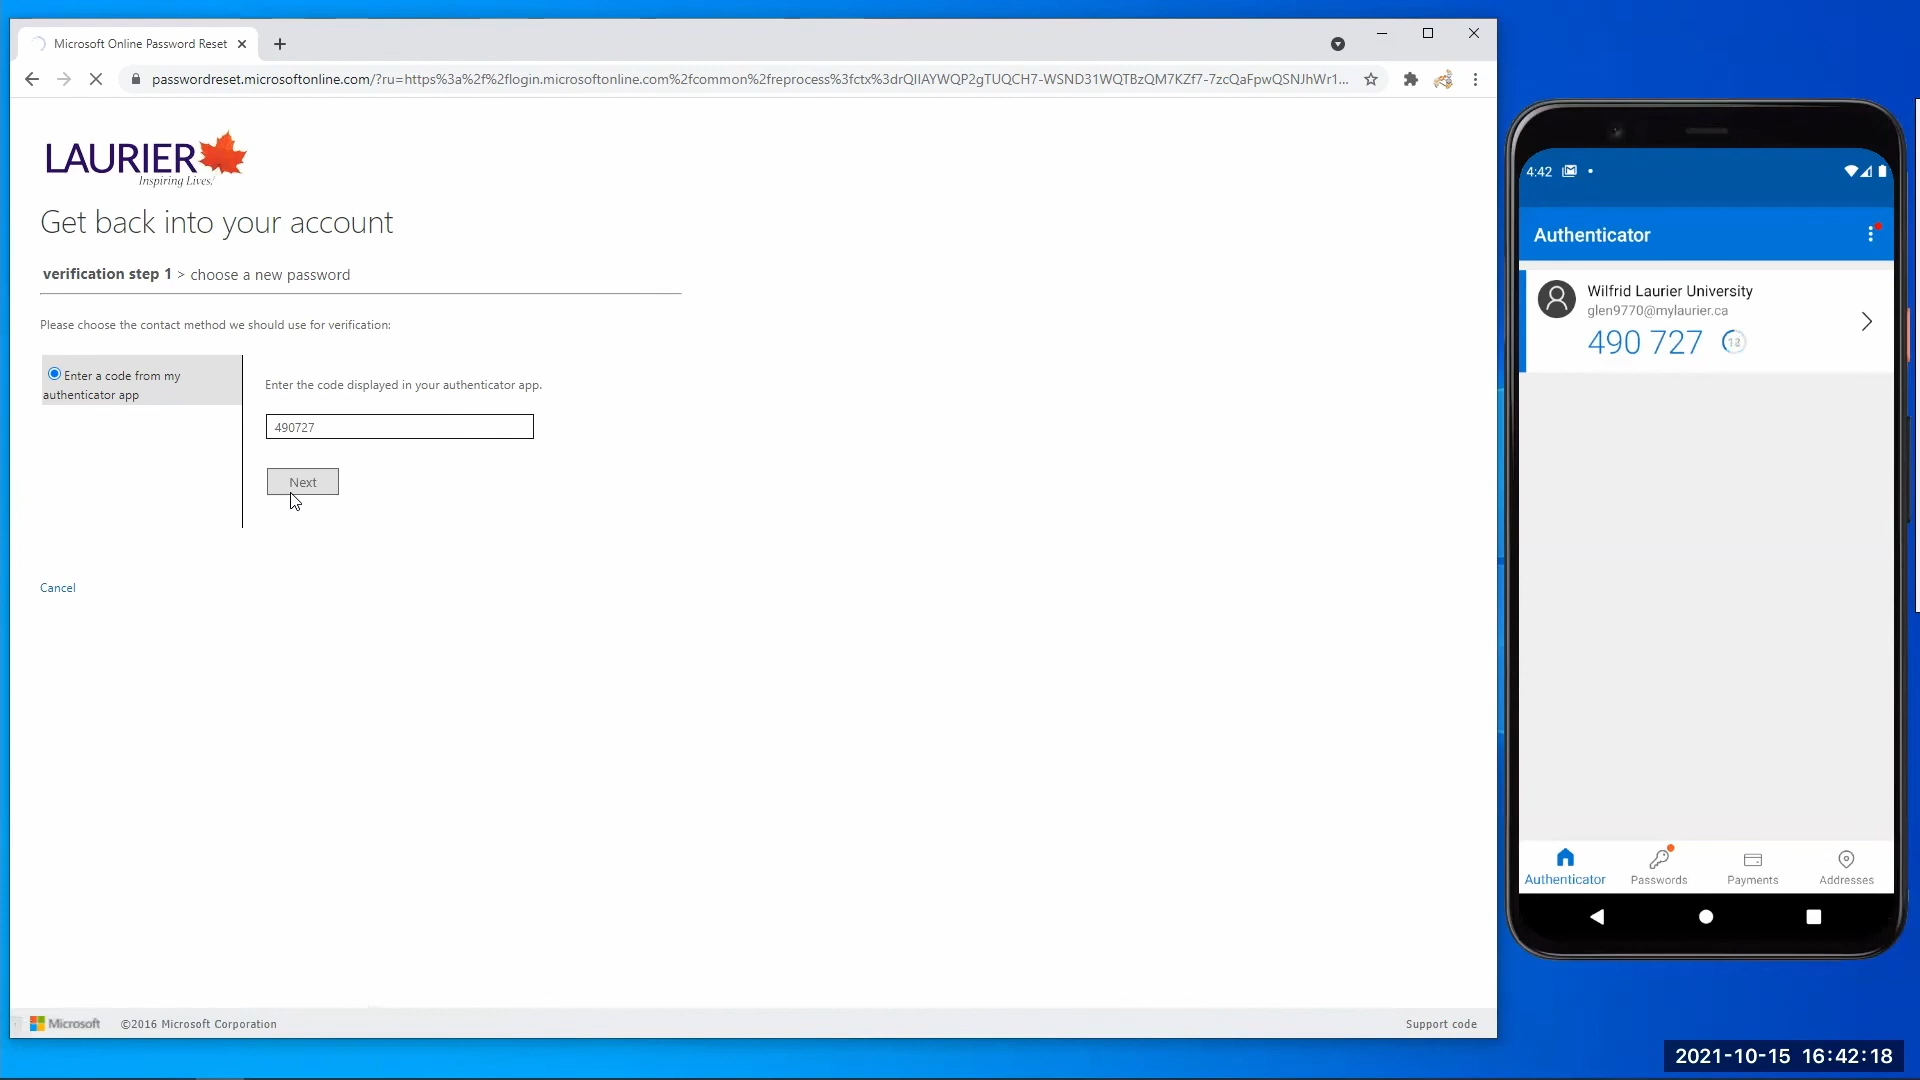 Microsoft Online Password Reset
passwordreset.microsoftonline.com/?ru=https%3a%2f%2flogin.microsoftonline.com%2fcommon%2freprocess%3fctx%3drQIIAYWQP2gTUQCH7-WSND31WQTBzQM7KZf7-7zcQaFpwQSNJhWr1...
LAURIER
Inspiring Lives.
Get back into your account
verification step 1 > choose a new password
Please choose the contact method we should use for verification:
Enter a code from my
authenticator app
Enter the code displayed in your authenticator app.
490727
Next
Cancel
Microsoft ©2016 Microsoft Corporation
Support code
4:42
Authenticator
Wilfrid Laurier University
glen9770@mylaurier.ca
490 727
12
Authenticator
Passwords
Payments
Addresses
2021-10-15 16:42:18